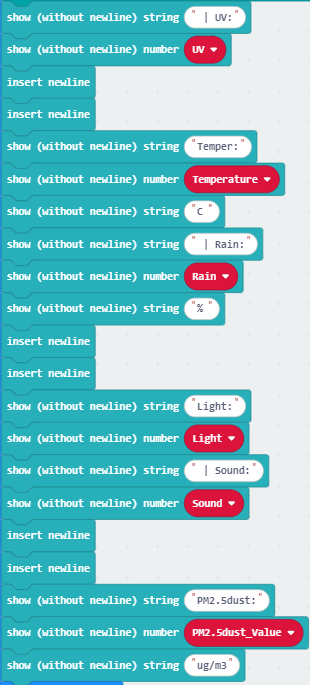 show (without newline) string " | UV:"
show (without newline) number UV
insert newline
insert newline
show (without newline) string "Temper:"
show (without newline) number Temperature
show (without newline) string "C "
show (without newline) string " | Rain:"
show (without newline) number Rain
show (without newline) string "% "
insert newline
insert newline
show (without newline) string "Light:"
show (without newline) number Light
show (without newline) string " | Sound:"
show (without newline) number Sound
insert newline
insert newline
show (without newline) string "PM2.5dust:"
show (without newline) number PM2.5dust_Value
show (without newline) string "ug/m3"